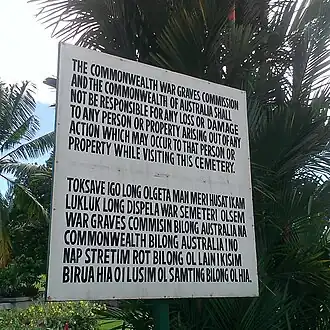 THE COMMONWEALTH WAR GRAVES COMMISSION
AND THE COMMONWEALTH OF AUSTRALIA SHALL
NOT BE RESPONSIBLE FOR ANY LOSS OR DAMAGE
TO ANY PERSON OR PROPERTY ARISING OUT OF ANY
ACTION WHICH MAY OCCUR TO THAT PERSON OR
PROPERTY WHILE VISITING THIS CEMETERY.
TOKSAVE IGO LONG OLGETA MAN MERI HUSAT IKAM
LUKLUK LONG DISPELA WAR SEMETERI OLSEM
WAR GRAVES COMMISIN BILONG AUSTRALIA NA
COMMONWEALTH BILONG AUSTRALIA I NO
NAP STRETIM ROT BILONG OL LAIN I KISIM
BIRUA HIA O I LUSIM OL SAMTING BILONG OL HIA.